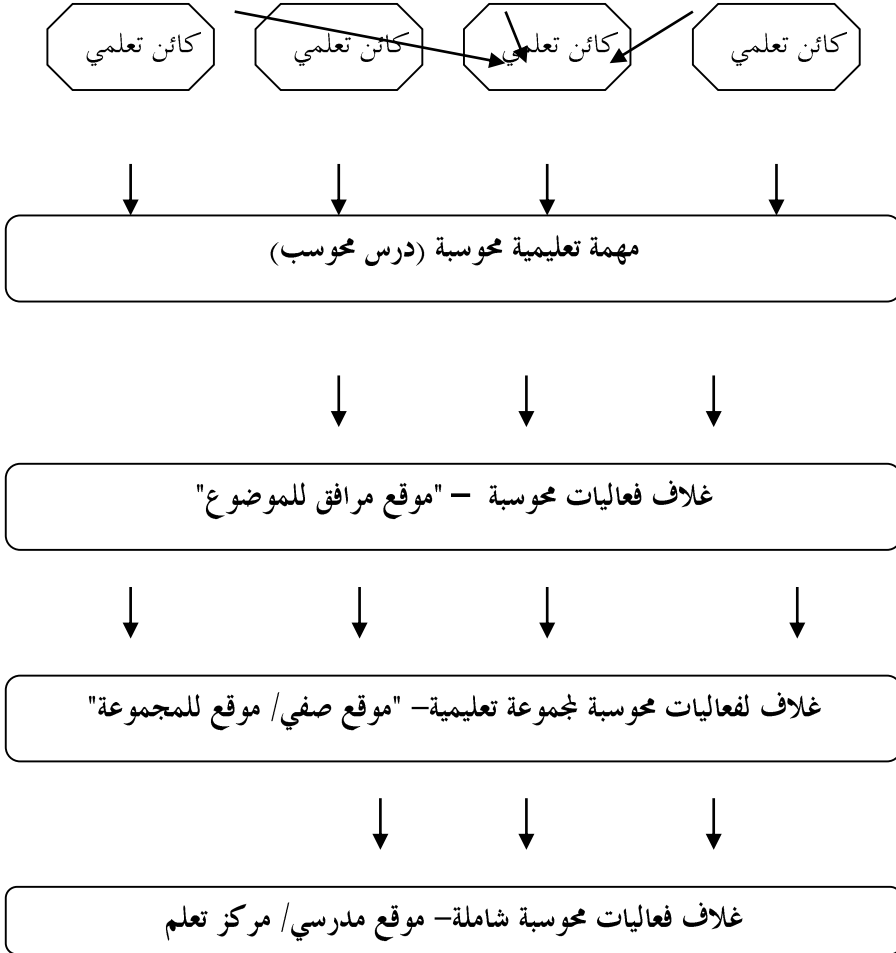 كائن تعلمي كائن تعلمي كائن تعلمي كائن تعلمي
مهمة تعليمية محوسبة (درس محوسب)
غلاف فعاليات محوسبة – "موقع مرافق للموضوع"
غلاف لفعاليات محوسبة لمجموعة تعليمية– "موقع صفي/ موقع للمجموعة"
غلاف فعاليات محوسبة شاملة– موقع مدرسي/ مركز تعلم